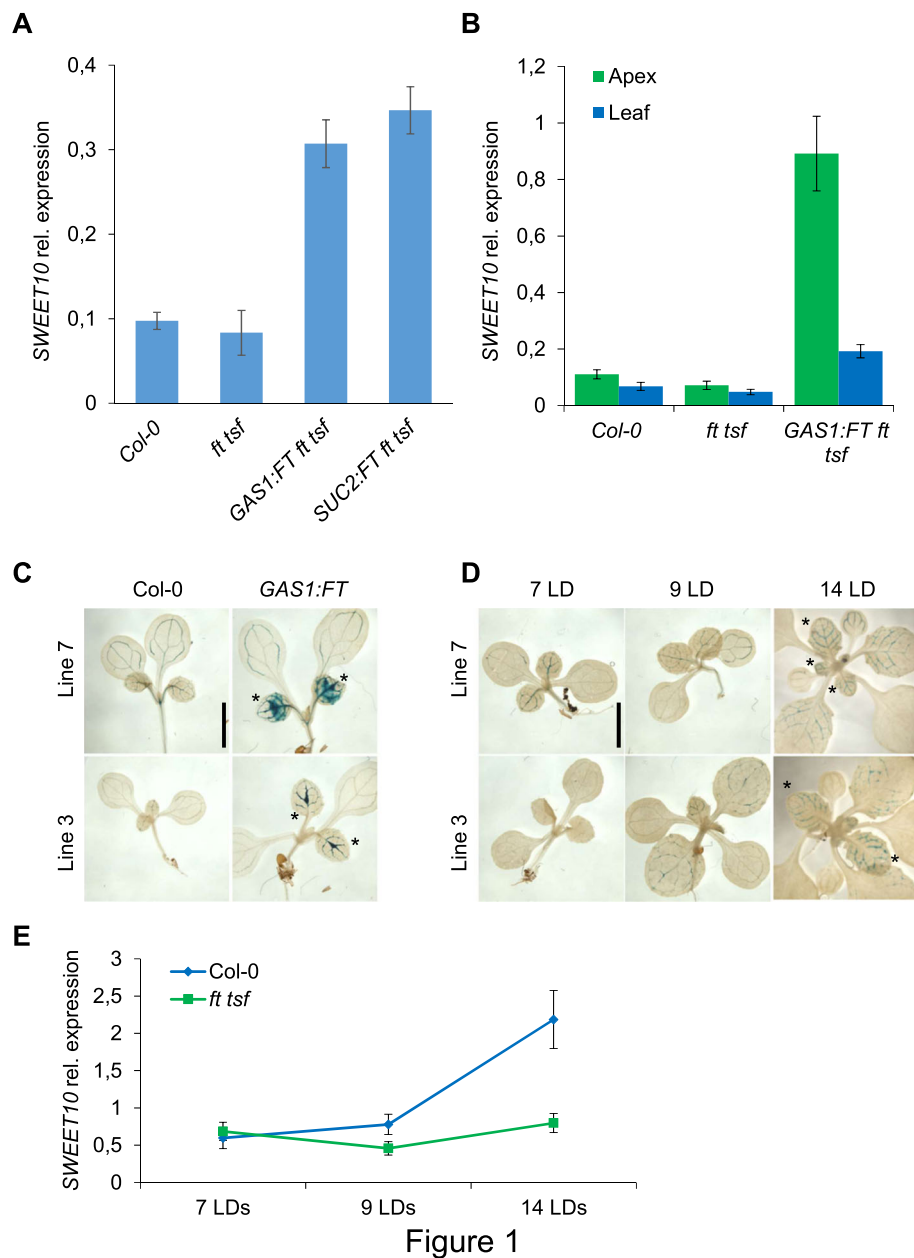 A
SWEET10 rel. expression
0,4
0,3
0,2
0,1
0
Col-0
ft tsf
GAS1:FT ft tsf
SUC2:FT ft tsf
B
SWEET10 rel. expression
1,2
1
0,8
0,6
0,4
0,2
0
Apex
Leaf
Col-0
ft tsf
GAS1:FT ft
tsf
C
Col-0
GAS1:FT
Line 7
*
*
Line 3
*
*
D
7 LD
9 LD
14 LD
Line 7
*
*
*
Line 3
*
*
E
SWEET10 rel. expression
3
2,5
2
1,5
1
0,5
0
Col-0
ft tsf
7 LDs
9 LDs
14 LDs
Figure 1